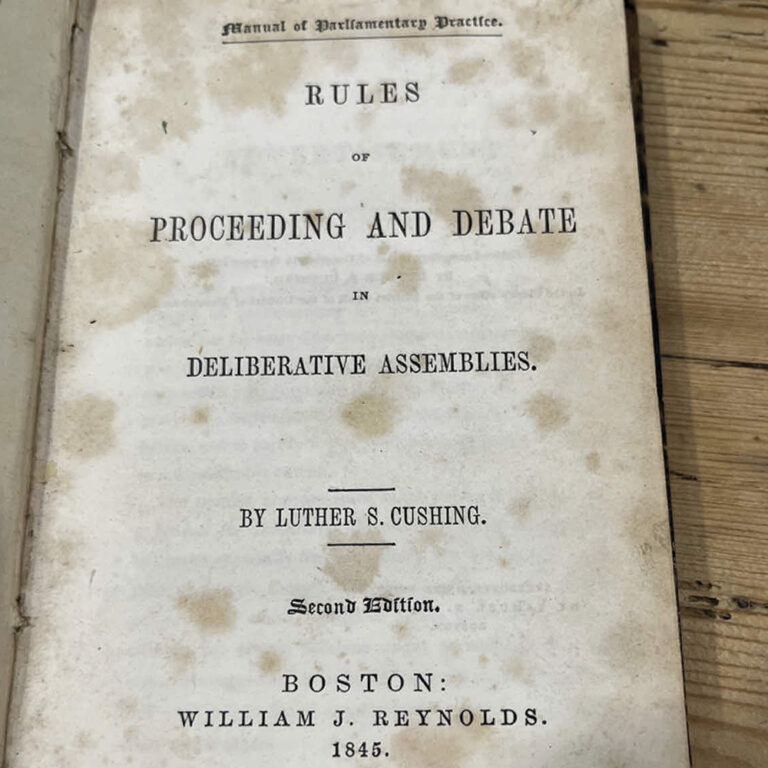 Manual of Parliamentary Practice.
RULES
OF
PROCEEDING AND DEBATE
IN
DELIBERATIVE ASSEMBLIES.
BY LUTHER S. CUSHING.
Second Edition.
BOSTON:
WILLIAM J. REYNOLDS.
1845.